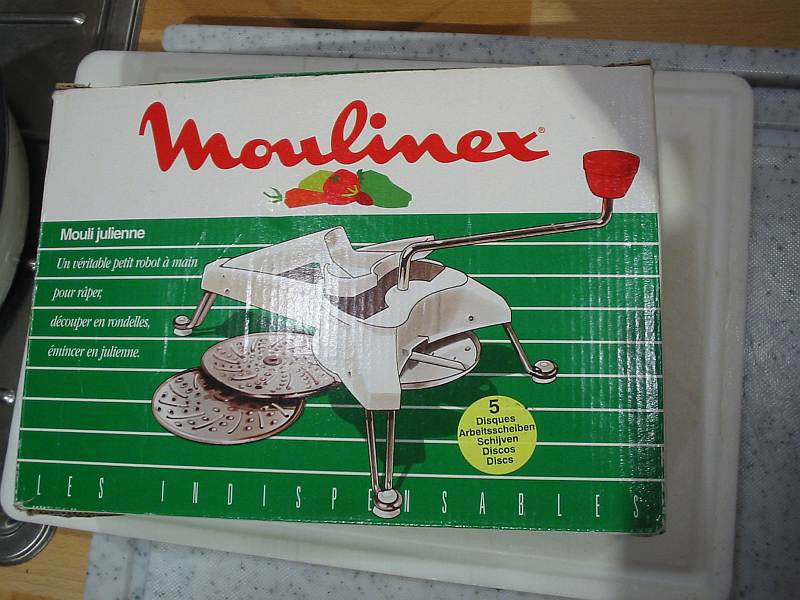 Moulinex®
Mouli julienne
Un véritable petit robot à main
pour râper,
découper en rondelles,
émincer en julienne.
5
Disques
Arbeitsscheiben
Schijven
Discos
Discs
LES INDISPENSABLES